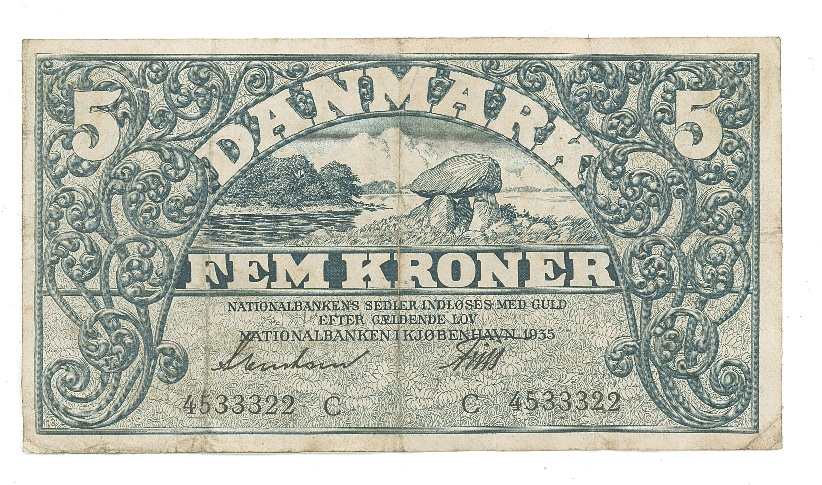 5 DANMARK 5
FEM KRONER
NATIONALBANKENS SEDLER INDLØSES MED GULD
EFTER GÆLDENDE LOV
NATIONALBANKEN I KJØBENHAVN 1935
4533322 C C 4533322